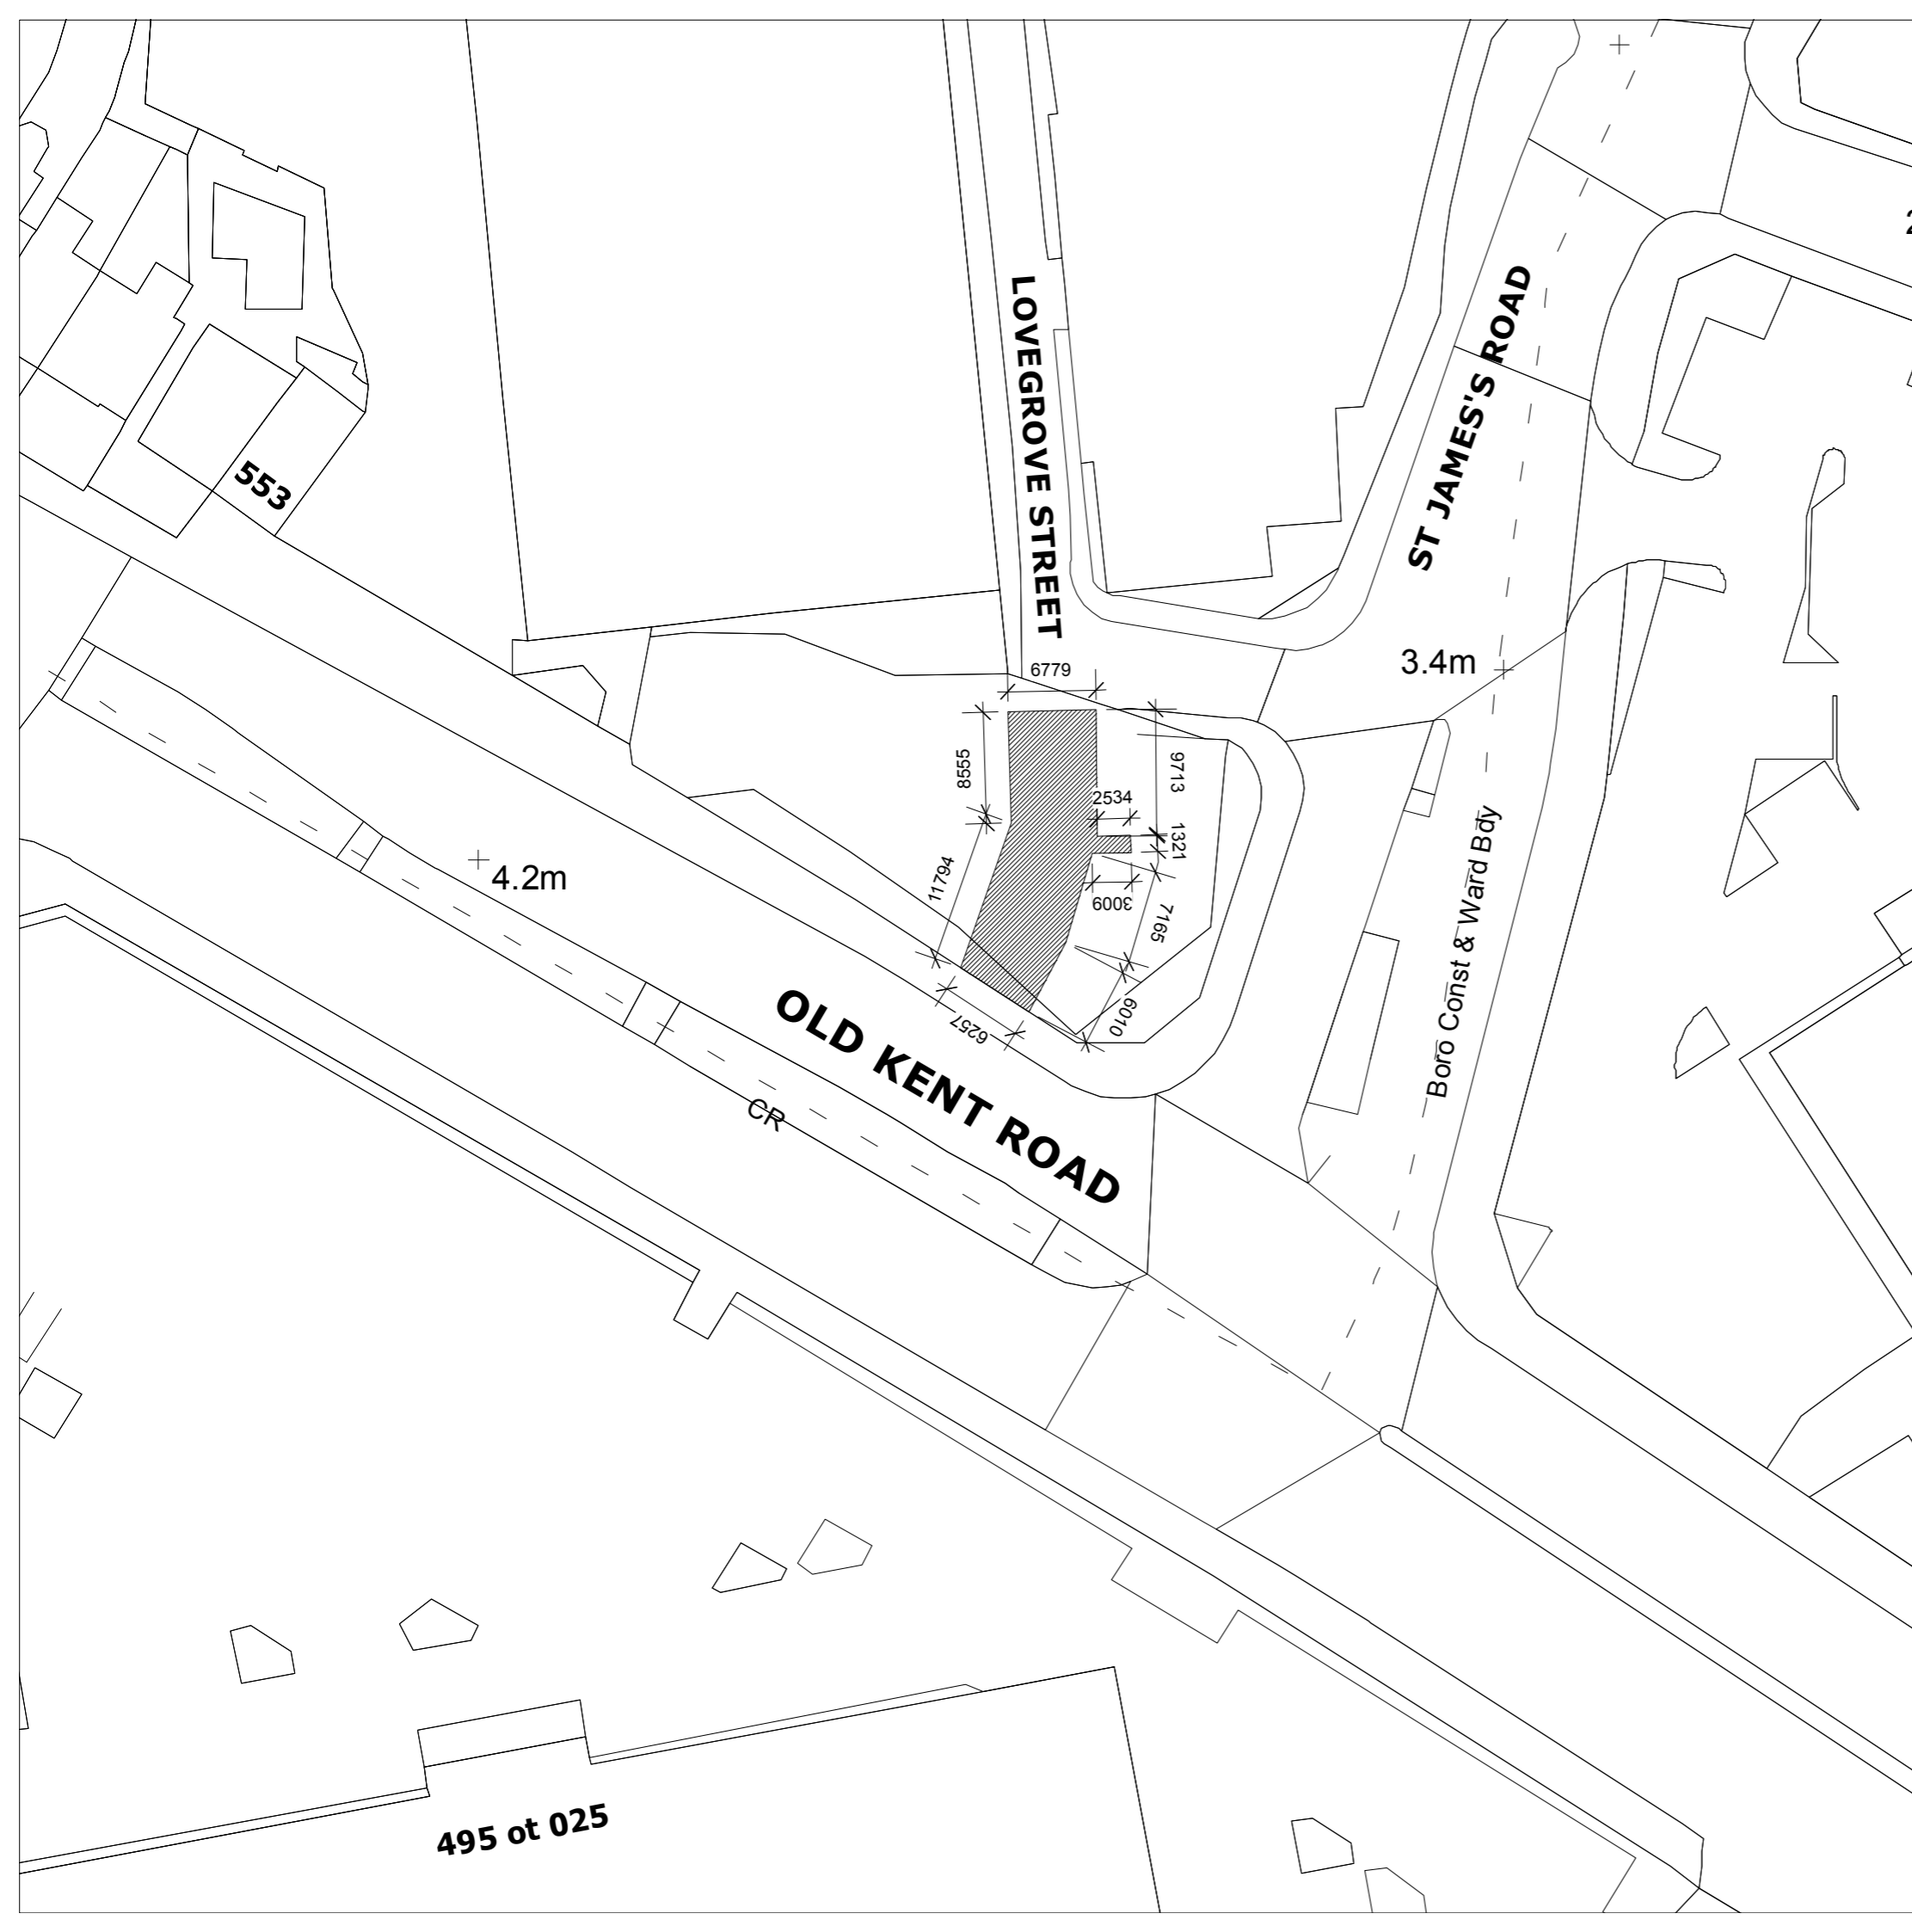 LOVEGROVE STREET
ST JAMES'S ROAD
553
6779
3.4m
8555
9713
2534
1321
4.2m
11794
3009
7165
6257
6010
Boro Const & Ward Bdy
OLD KENT ROAD
CR
495 ot 025